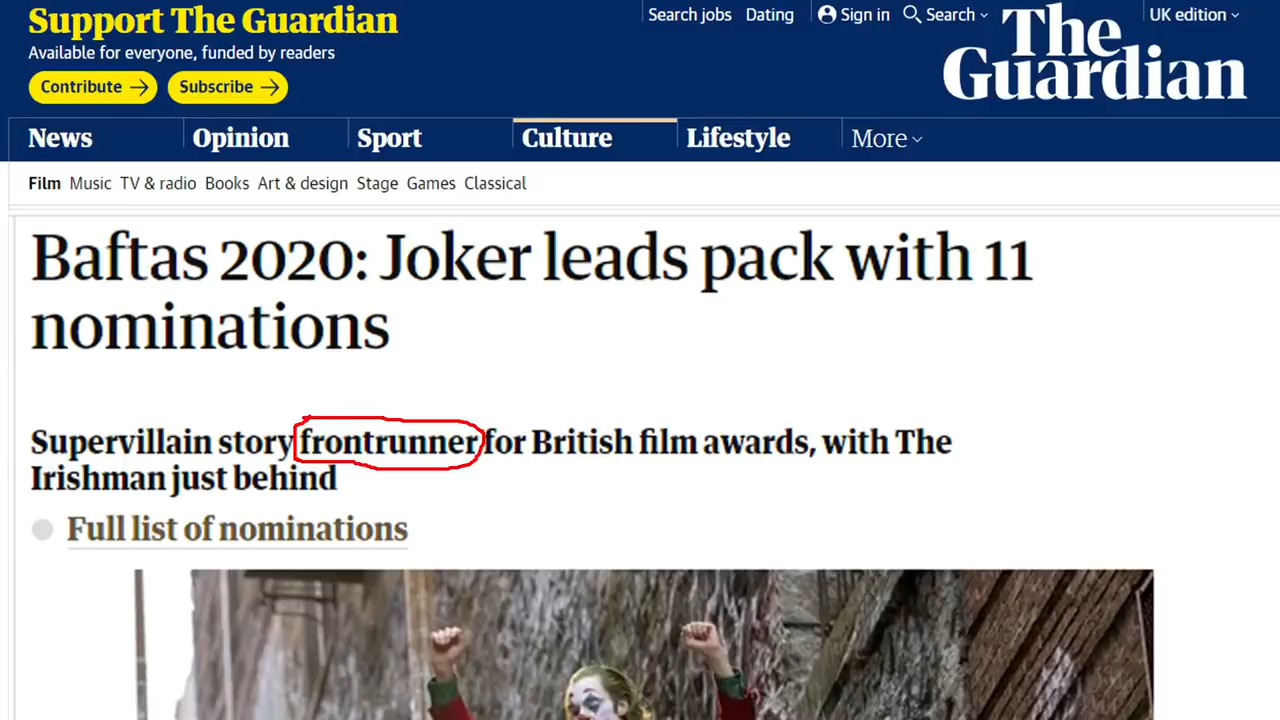 Support The Guardian
Available for everyone, funded by readers
Contribute → Subscribe →
Search jobs Dating Sign in Search UK edition
The Guardian
News Opinion Sport Culture Lifestyle More
Film Music TV & radio Books Art & design Stage Games Classical
Baftas 2020: Joker leads pack with 11
nominations
Supervillain story frontrunner for British film awards, with The
Irishman just behind
Full list of nominations